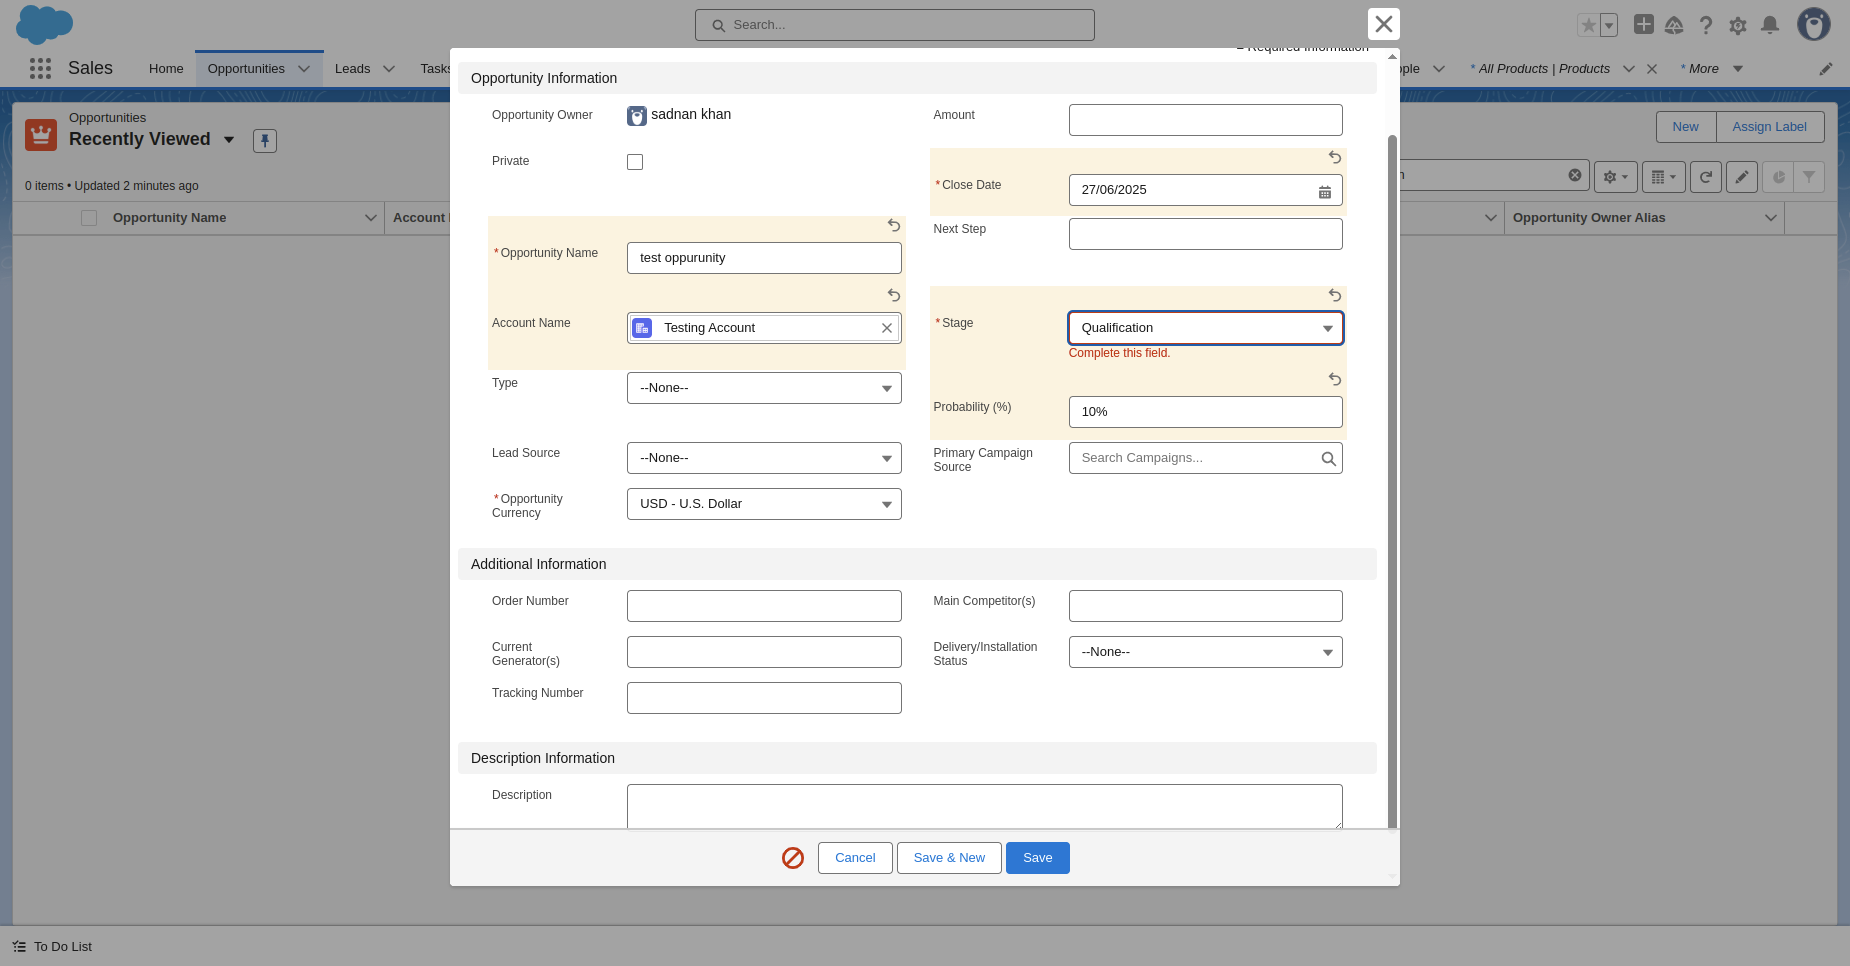 Search...
Sales
Home
Opportunities
Leads
Tasks
* All Products | Products
* More
Opportunities
Recently Viewed
0 items • Updated 2 minutes ago
New
Assign Label
Opportunity Name
Account
Opportunity Owner Alias
= Required Information
Opportunity Information
Opportunity Owner
sadnan khan
Amount
Private
*Close Date
27/06/2025
Next Step
*Opportunity Name
test oppurunity
Account Name
Testing Account
*Stage
Qualification
Complete this field.
Type
--None--
Probability (%)
10%
Lead Source
--None--
Primary Campaign
Source
Search Campaigns...
*Opportunity
Currency
USD - U.S. Dollar
Additional Information
Order Number
Main Competitor(s)
Current
Generator(s)
Delivery/Installation
Status
--None--
Tracking Number
Description Information
Description
Cancel
Save & New
Save
To Do List